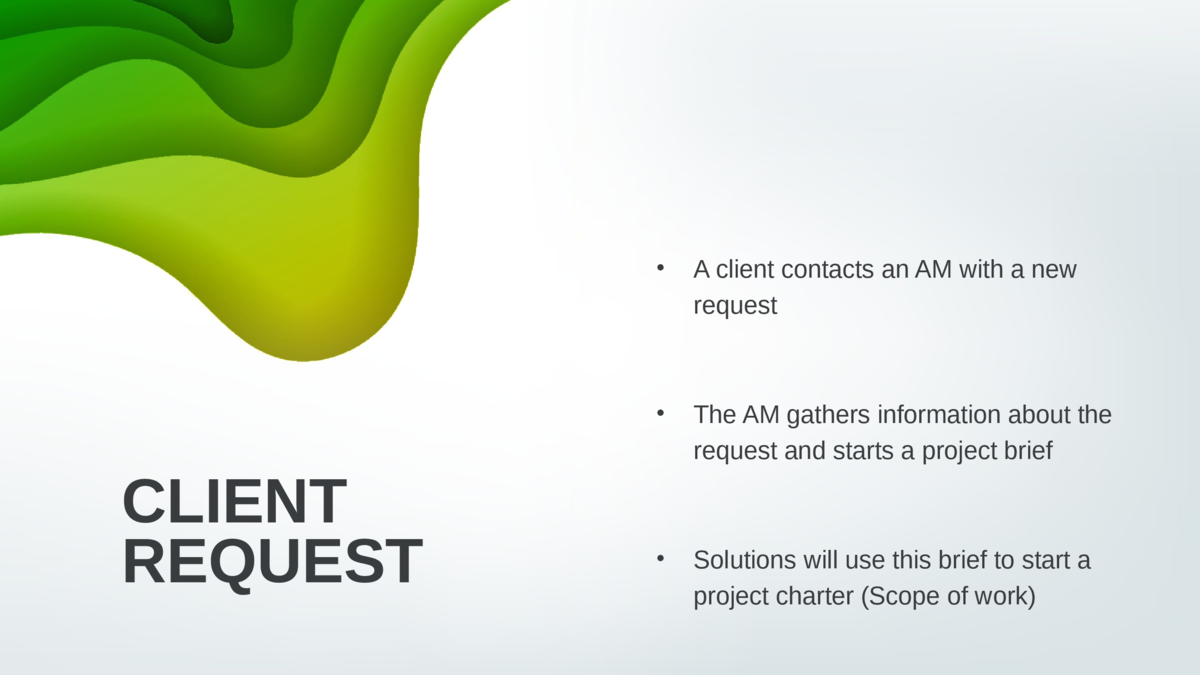 CLIENT
REQUEST
• A client contacts an AM with a new
request
• The AM gathers information about the
request and starts a project brief
• Solutions will use this brief to start a
project charter (Scope of work)